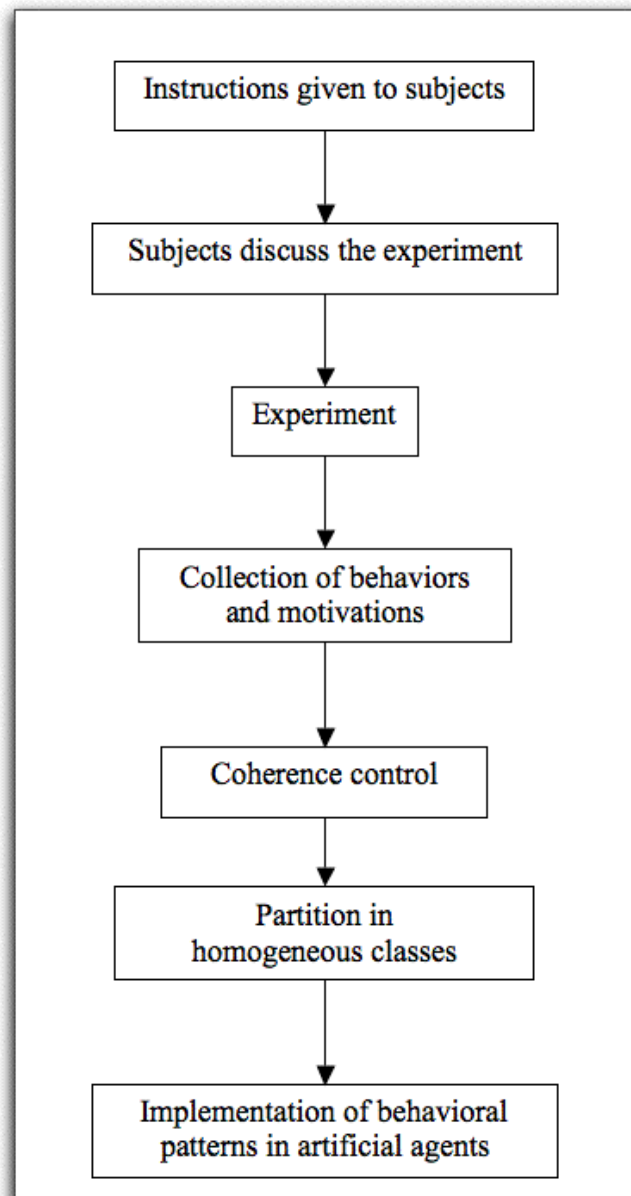 Instructions given to subjects
Subjects discuss the experiment
Experiment
Collection of behaviors
and motivations
Coherence control
Partition in
homogeneous classes
Implementation of behavioral
patterns in artificial agents